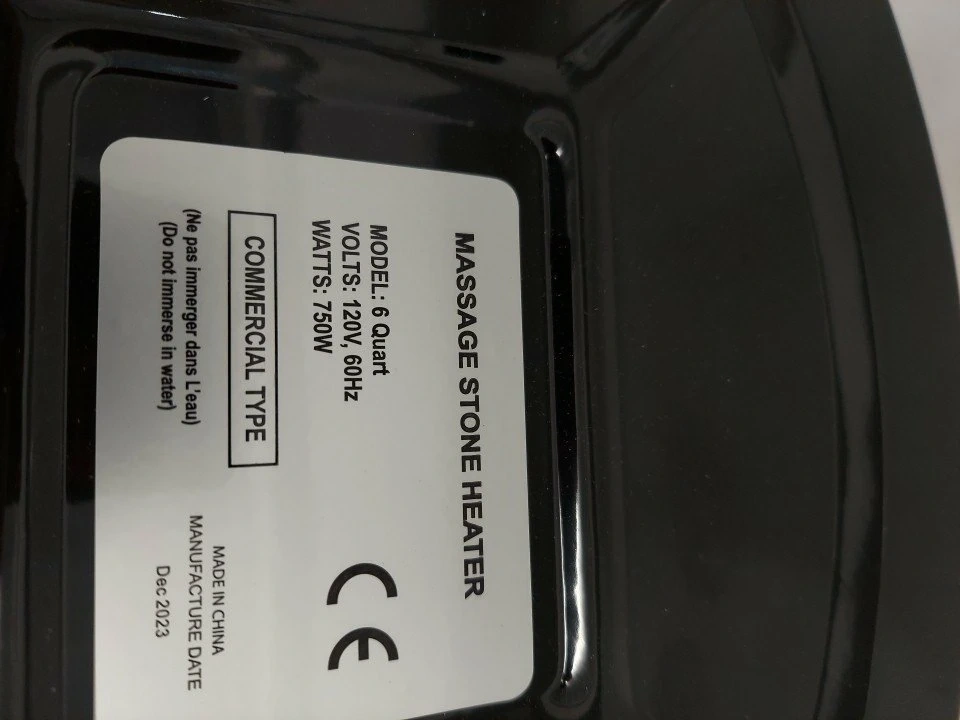 MASSAGE STONE HEATER
MODEL: 6 Quart
VOLTS: 120V, 60Hz
WATTS: 750W
CE
COMMERCIAL TYPE
(Ne pas immerger dans L'eau)
(Do not immerse in water)
MADE IN CHINA
MANUFACTURE DATE
Dec 2023